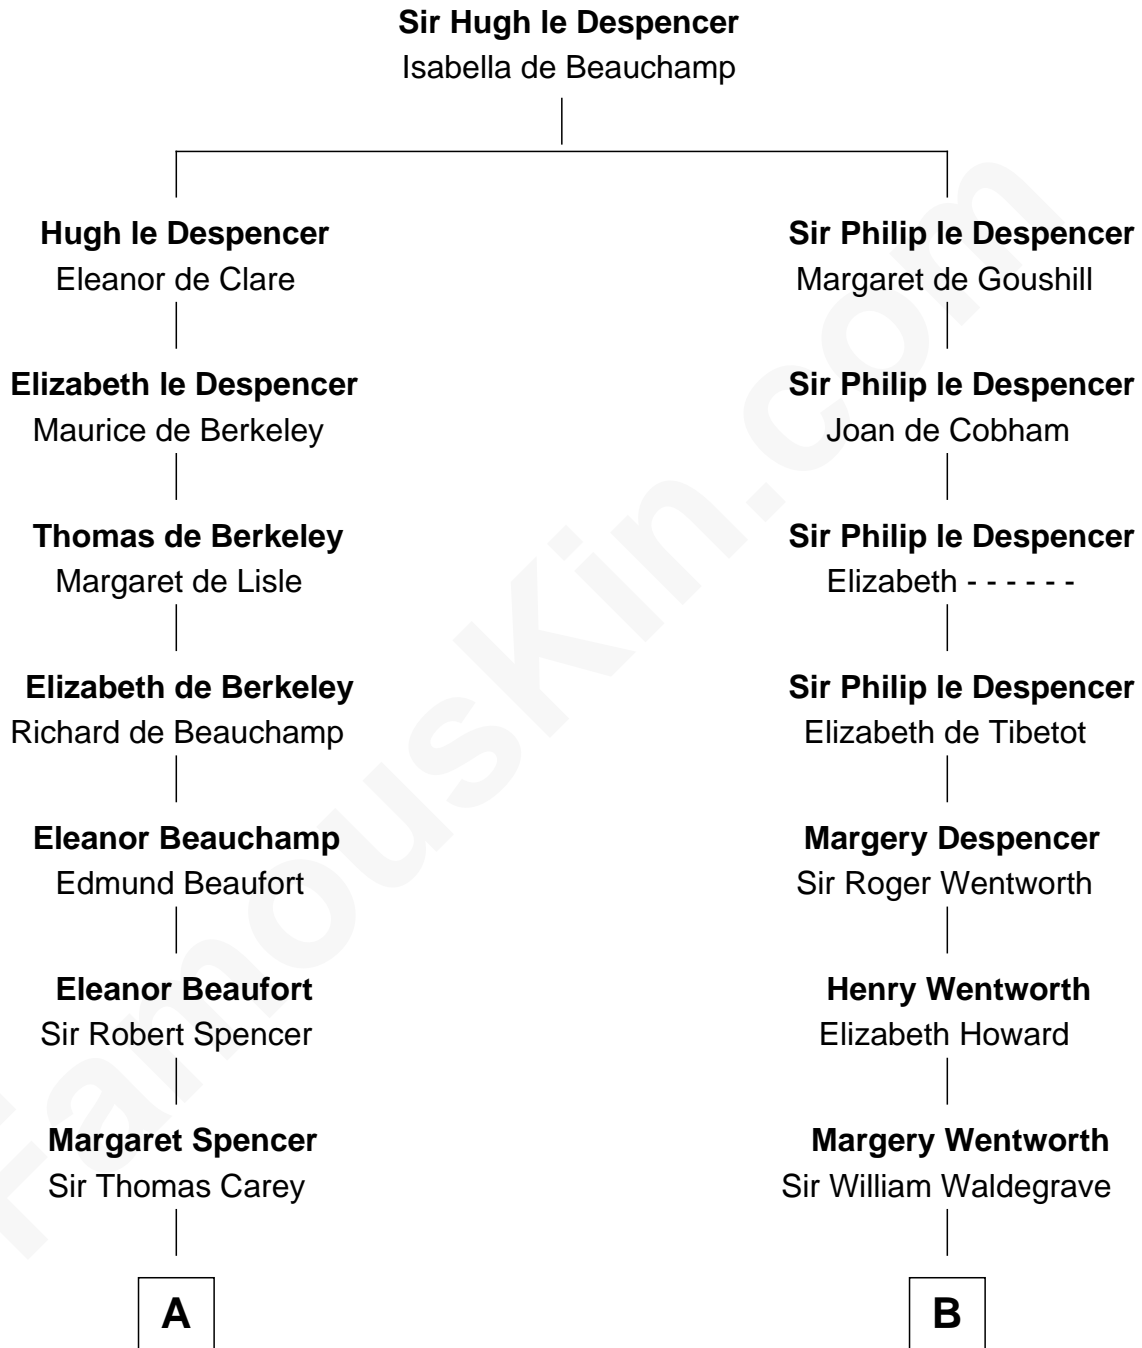 Sir Hugh le Despencer
Isabella de Beauchamp
Hugh le Despencer
Eleanor de Clare
Sir Philip le Despencer
Margaret de Goushill
Elizabeth le Despencer
Maurice de Berkeley
Sir Philip le Despencer
Joan de Cobham
Thomas de Berkeley
Margaret de Lisle
Sir Philip le Despencer
Elizabeth - - - - - -
Elizabeth de Berkeley
Richard de Beauchamp
Sir Philip le Despencer
Elizabeth de Tibetot
Eleanor Beauchamp
Edmund Beaufort
Margery Despencer
Sir Roger Wentworth
Eleanor Beaufort
Sir Robert Spencer
Henry Wentworth
Elizabeth Howard
Margaret Spencer
Sir Thomas Carey
Margery Wentworth
Sir William Waldegrave
A
B
FamousKin.com